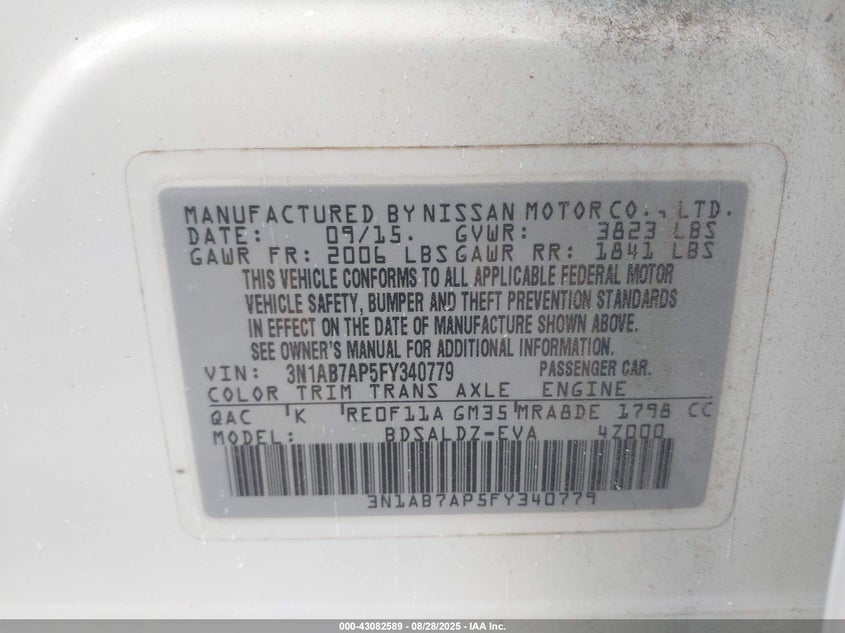 MANUFACTURED BY NISSAN MOTOR CO., LTD.
DATE: 09/15. GVWR: 3823 LBS
GAWR FR: 2006 LBS GAWR RR: 1841 LBS
THIS VEHICLE CONFORMS TO ALL APPLICABLE FEDERAL MOTOR
VEHICLE SAFETY, BUMPER AND THEFT PREVENTION STANDARDS
IN EFFECT ON THE DATE OF MANUFACTURE SHOWN ABOVE.
SEE OWNER'S MANUAL FOR ADDITIONAL INFORMATION.
VIN: 3N1AB7AP5FY340779 PASSENGER CAR.
COLOR TRIM TRANS AXLE ENGINE
QAC K RE0F11A GM35 MRA8DE 1798 CC
MODEL: BDSALDZ-EVA 4Z000
3N1AB7AP5FY340779
000-43082589 - 08/28/2025 - IAA Inc.